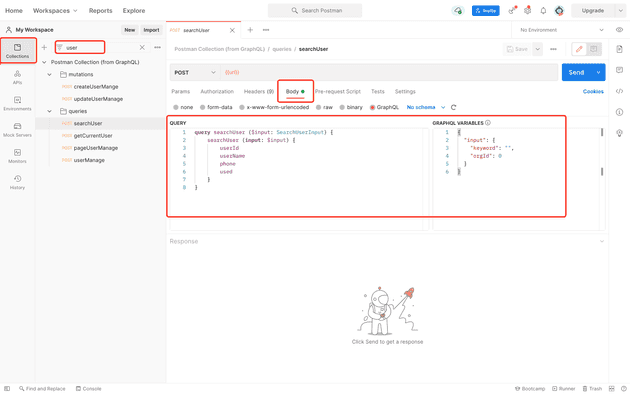 Home Workspaces Reports Explore Search Postman Upgrade
My Workspace New Import POST searchUser No Environment
user
Collections
Postman Collection (from GraphQL) / queries / searchUser Save
Postman Collection (from GraphQL)
mutations
POST {{url}} Send
APIs
POST createUserMange
POST updateUserManage
Params Authorization Headers (9) Body Pre-request Script Tests Settings Cookies
Environments
queries
none form-data x-www-form-urlencoded raw binary GraphQL No schema
POST searchUser
Mock Servers
POST getCurrentUser
POST pageUserManage
Monitors
POST userManage
History
QUERY
1 query searchUser ($input: SearchUserInput) {
2 searchUser (input: $input) {
3 userId
4 userName
5 phone
6 used
7 }
8 }
GRAPHQL VARIABLES
1 {
2 "input": {
3 "keyword": "",
4 "orgId": 0
5 }
6 }
Response
Click Send to get a response
Find and Replace Console Bootcamp Runner Trash